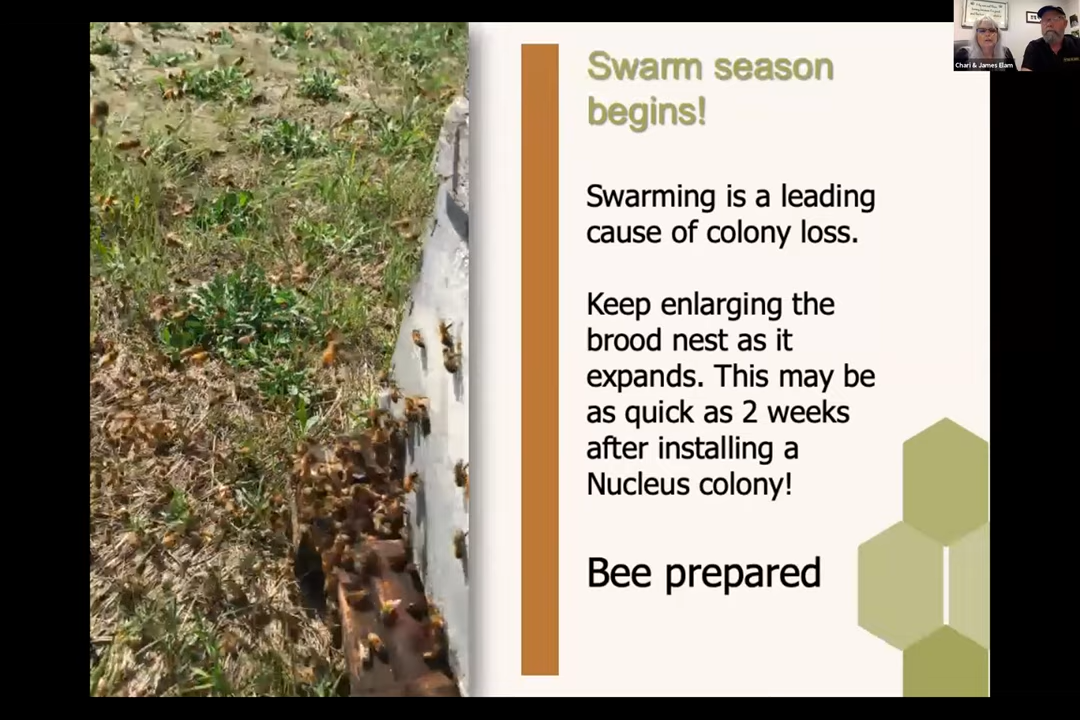 Swarm season
begins!
Swarming is a leading
cause of colony loss.
Keep enlarging the
brood nest as it
expands. This may be
as quick as 2 weeks
after installing a
Nucleus colony!
Bee prepared
Chari & James Elam